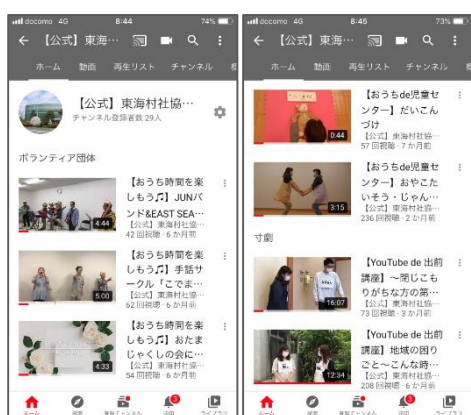 docomo 4G 8:44 74%
【公式】東海…
ホーム 動画 再生リスト チャンネル
【公式】東海村社協…
チャンネル登録者数 29人
ボランティア団体
【おうち時間を楽
しもう♫】JUNバ
ンド&EAST SEA…
【公式】東海村社協…
42 回視聴・6 か月前
4:44
【おうち時間を楽
しもう♫】手話サ
ークル「こでま…
【公式】東海村社協…
62 回視聴・6 か月前
5:00
【おうち時間を楽
しもう♫】おたま
じゃくしの会に…
【公式】東海村社協…
42 回視聴・6 か月前
4:33
ホーム 探索 登録チャンネル 通知 ライブラリ
3
docomo 4G 8:45 73%
【公式】東海…
ホーム 動画 再生リスト チャンネル
【おうちde児童セ
ンター】だいこん
づけ
【公式】東海村社協…
57 回視聴・7 か月前
0:44
【おうちde児童セ
ンター】おやこた
いそう・じゃん…
【公式】東海村社協…
236 回視聴・2 か月前
3:15
寸劇
【YouTube de 出前
講座】～閉じこも
りがちな方の第…
【公式】東海村社協…
73 回視聴・3 か月前
16:07
【YouTube de 出前
講座】地域の困り
ごと～こんな時…
【公式】東海村社協…
208 回視聴・6 か月前
12:34
ホーム 探索 登録チャンネル 通知 ライブラリ
3